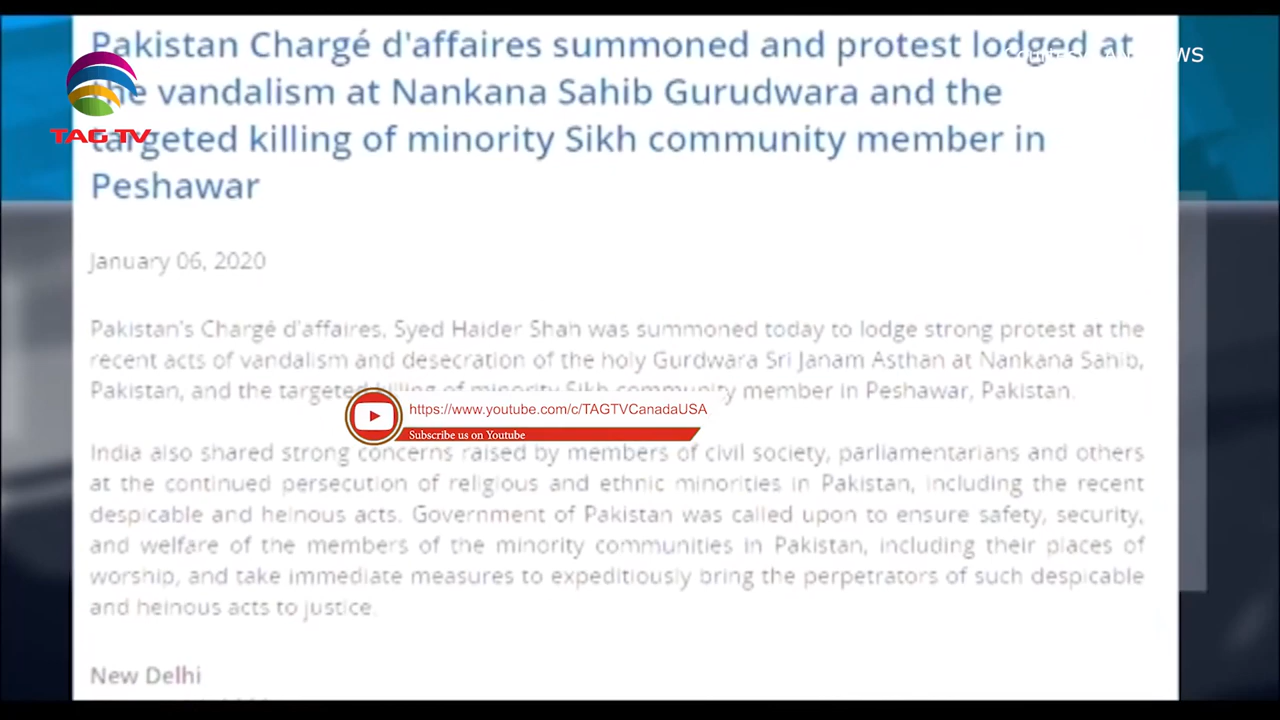 Pakistan Chargé d'affaires summoned and protest lodged at
the vandalism at Nankana Sahib Gurudwara and the
targeted killing of minority Sikh community member in
Peshawar
TAG TV
NEWS
January 06, 2020
Pakistan's Chargé d'affaires, Syed Haider Shah was summoned today to lodge strong protest at the
recent acts of vandalism and desecration of the holy Gurdwara Sri Janam Asthan at Nankana Sahib,
Pakistan, and the targeted killing of minority Sikh community member in Peshawar, Pakistan.
https://www.youtube.com/c/TAGTVCanadaUSA
Subscribe us on Youtube
India also shared strong concerns raised by members of civil society, parliamentarians and others
at the continued persecution of religious and ethnic minorities in Pakistan, including the recent
despicable and heinous acts. Government of Pakistan was called upon to ensure safety, security,
and welfare of the members of the minority communities in Pakistan, including their places of
worship, and take immediate measures to expeditiously bring the perpetrators of such despicable
and heinous acts to justice.
New Delhi